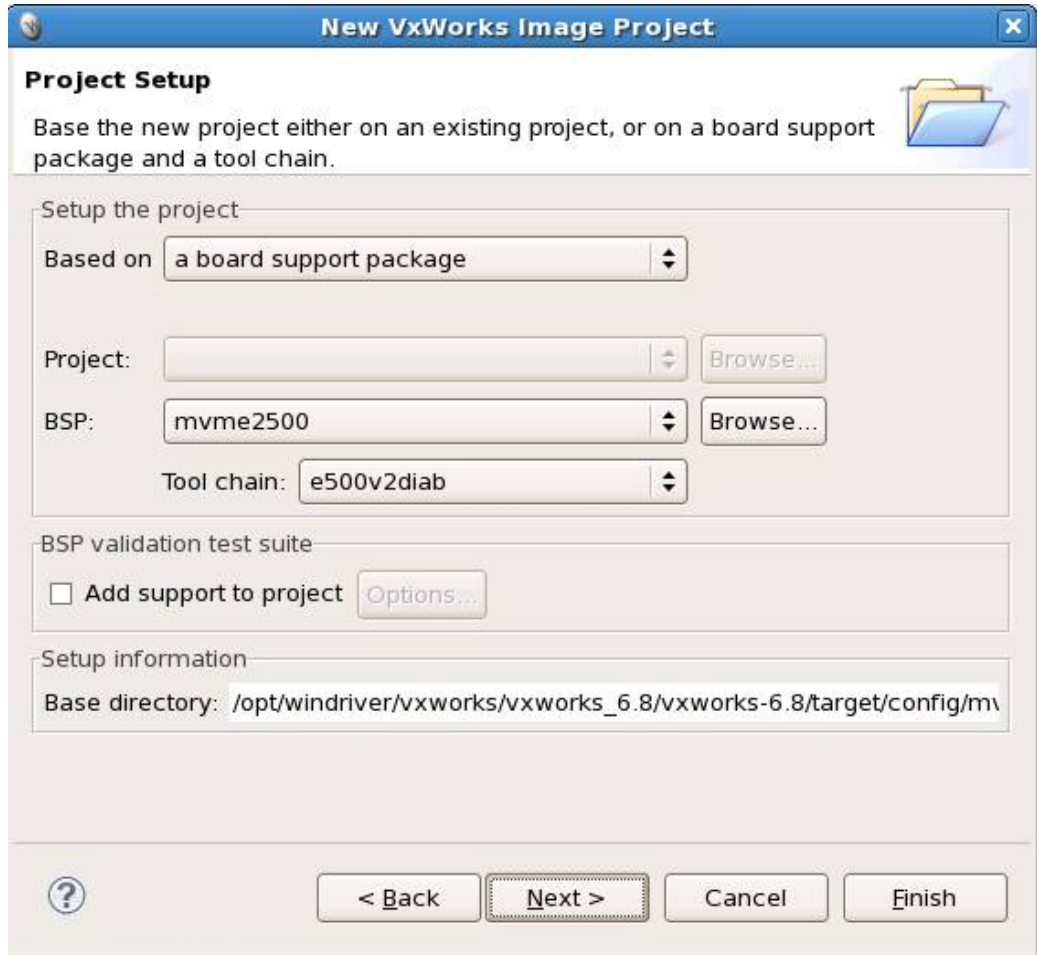 New VxWorks Image Project
Project Setup
Base the new project either on an existing project, or on a board support
package and a tool chain.
Setup the project
Based on a board support package
Project: Browse...
BSP: mvme2500 Browse...
Tool chain: e500v2diab
BSP validation test suite
Add support to project Options...
Setup information
Base directory: /opt/windriver/vxworks/vxworks_6.8/vxworks-6.8/target/config/mv
? < Back Next > Cancel Finish